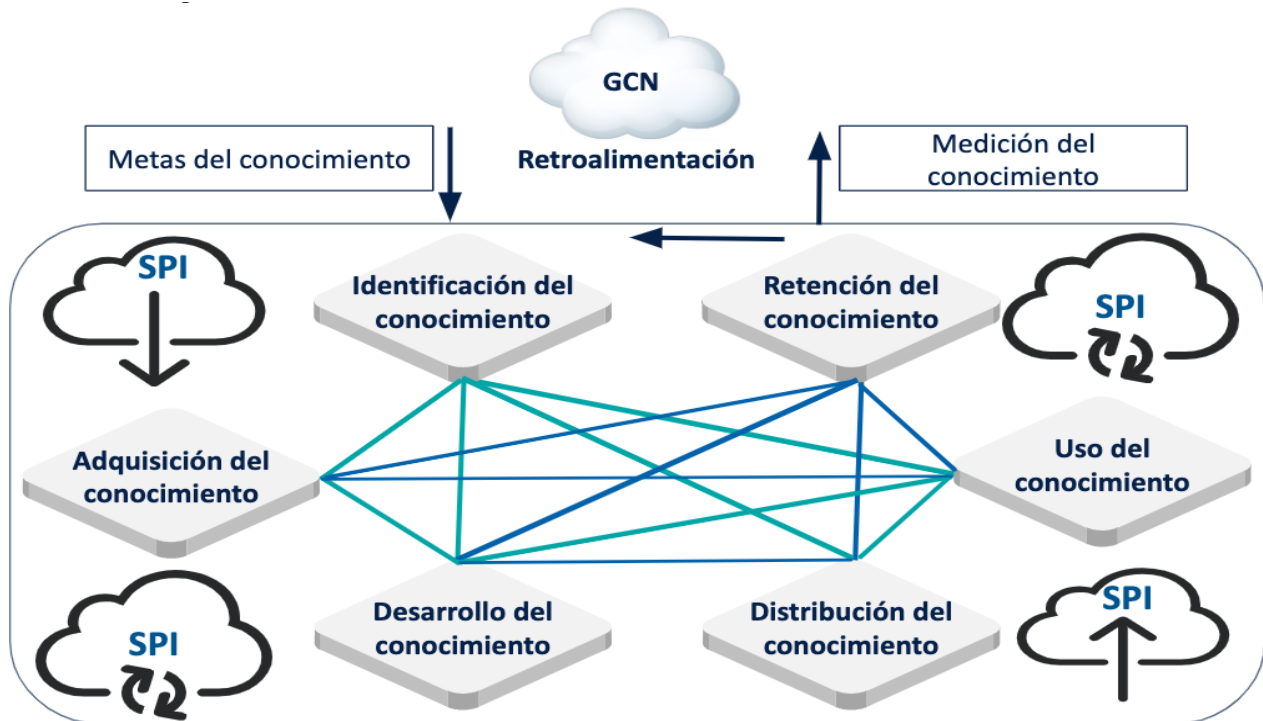 GCN
Metas del conocimiento
Retroalimentación
Medición del
conocimiento
SPI
Identificación del
conocimiento
Retención del
conocimiento
SPI
Adquisición del
conocimiento
Uso del
conocimiento
SPI
Desarrollo del
conocimiento
Distribución del
conocimiento
SPI